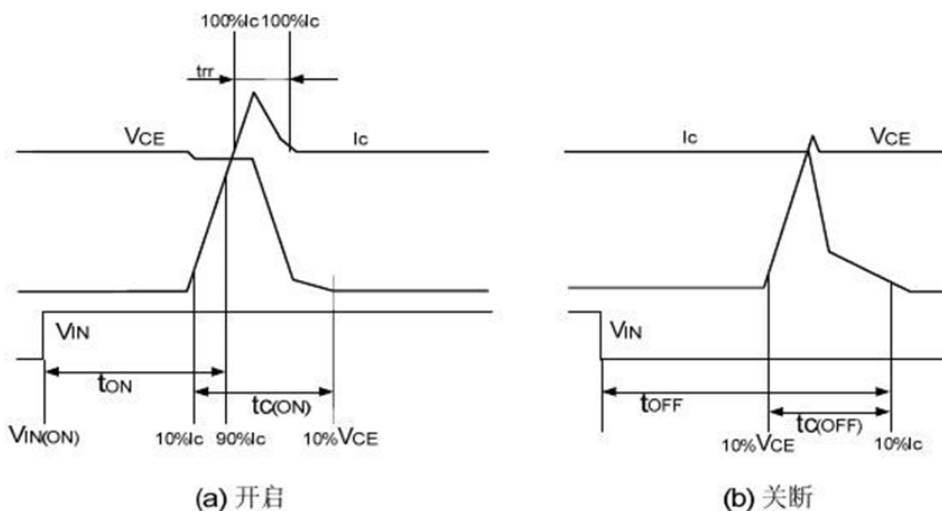 100%Ic 100%Ic
trr
VCE Ic
VIN
tON
tC(ON)
VIN(ON) 10%Ic 90%Ic 10%VCE
(a) 开启
Ic VCE
VIN
tOFF
tC(OFF)
10%VCE 10%Ic
(b) 关断